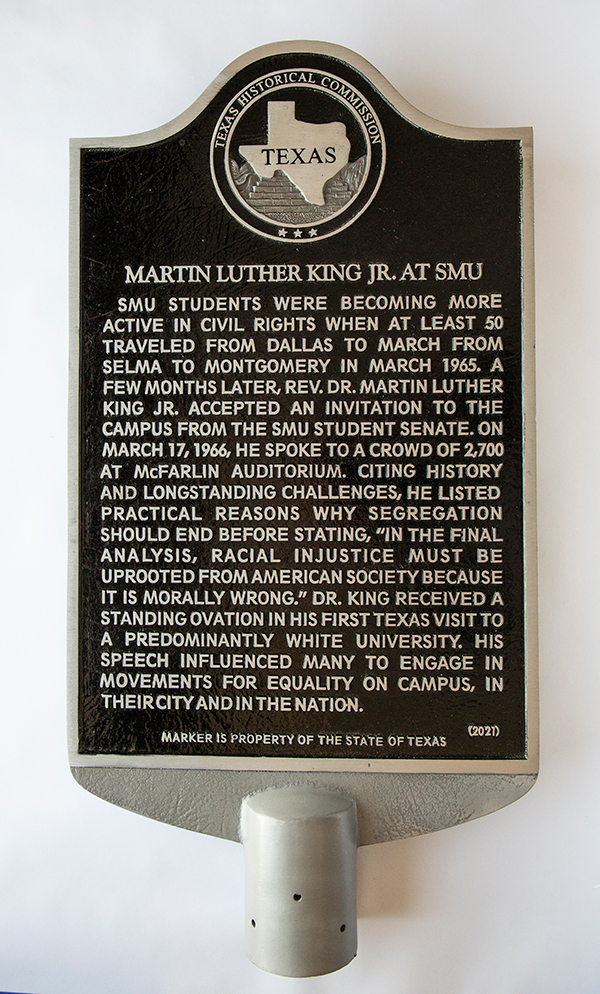 TEXAS HISTORICAL COMMISSION
TEXAS
MARTIN LUTHER KING JR. AT SMU
SMU STUDENTS WERE BECOMING MORE
ACTIVE IN CIVIL RIGHTS WHEN AT LEAST 50
TRAVELED FROM DALLAS TO MARCH FROM
SELMA TO MONTGOMERY IN MARCH 1965. A
FEW MONTHS LATER, REV. DR. MARTIN LUTHER
KING JR. ACCEPTED AN INVITATION TO THE
CAMPUS FROM THE SMU STUDENT SENATE. ON
MARCH 17, 1966, HE SPOKE TO A CROWD OF 2,700
AT McFARLIN AUDITORIUM. CITING HISTORY
AND LONGSTANDING CHALLENGES, HE LISTED
PRACTICAL REASONS WHY SEGREGATION
SHOULD END BEFORE STATING, "IN THE FINAL
ANALYSIS, RACIAL INJUSTICE MUST BE
UPROOTED FROM AMERICAN SOCIETY BECAUSE
IT IS MORALLY WRONG." DR. KING RECEIVED A
STANDING OVATION IN HIS FIRST TEXAS VISIT TO
A PREDOMINANTLY WHITE UNIVERSITY. HIS
SPEECH INFLUENCED MANY TO ENGAGE IN
MOVEMENTS FOR EQUALITY ON CAMPUS, IN
THEIR CITY AND IN THE NATION.
(2021)
MARKER IS PROPERTY OF THE STATE OF TEXAS